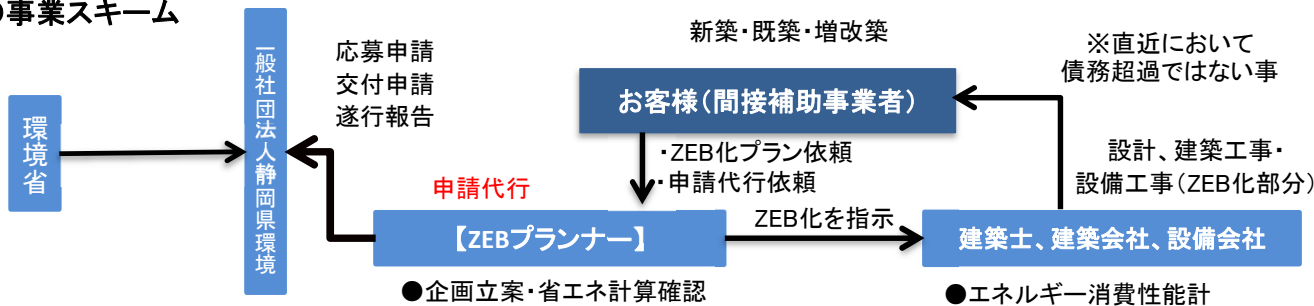 の事業スキーム
環境省
一般社団法人静岡県環境
応募申請
交付申請
遂行報告
新築・既築・増改築
お客様（間接補助事業者）
※直近において
債務超過ではない事
・ZEB化プラン依頼
・申請代行依頼
設計、建築工事・
設備工事（ZEB化部分）
申請代行
【ZEBプランナー】
ZEB化を指示
建築士、建築会社、設備会社
●企画立案・省エネ計算確認
●エネルギー消費性能計